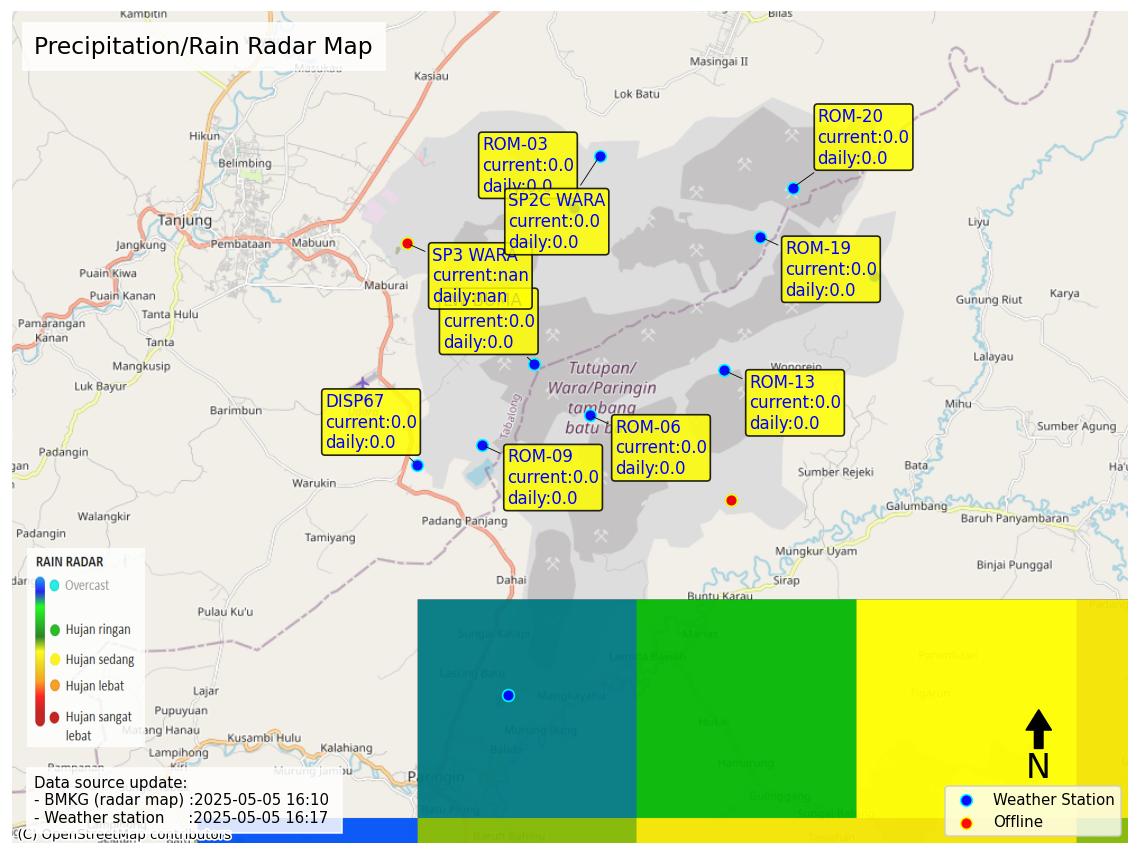 Precipitation/Rain Radar Map
Kambitin
Bilas
Masingai II
Kasiau
Lok Batu
Hikun
Belimbing
Tanjung
Jangkung
Pembataan
Mabuun
Puain Kiwa
Maburai
Puain Kanan
Tanta Hulu
Pamarangan
Kanan
Tanta
Mangkusip
Luk Bayur
Barimbun
Padangin
Warukin
Walangkir
Padangin
Tamiyang
Padang Panjang
Dahai
Pulau Ku'u
Lajar
Pupuyuan
Matang Hanau
Lampihong
Kusambi Hulu
Kalahiang
Murung Jambu
Liyu
Gunung Riut
Karya
Lalayau
Mihu
Sumber Agung
Wonorejo
Sumber Rejeki
Bata
Galumbang
Baruh Panyambaran
Mungkur Uyam
Binjai Punggal
Sirap
Buntu Karau
Tabalong
Tutupan/
Wara/Paringin
tambang
batu b
ROM-03
current:0.0
daily:0.0
SP2C WARA
current:0.0
daily:0.0
SP3 WARA
current:nan
daily:nan
current:0.0
daily:0.0
ROM-20
current:0.0
daily:0.0
ROM-19
current:0.0
daily:0.0
ROM-13
current:0.0
daily:0.0
ROM-06
current:0.0
daily:0.0
ROM-09
current:0.0
daily:0.0
DISP67
current:0.0
daily:0.0
RAIN RADAR
Overcast
Hujan ringan
Hujan sedang
Hujan lebat
Hujan sangat
lebat
Data source update:
- BMKG (radar map) :2025-05-05 16:10
- Weather station :2025-05-05 16:17
(C) OpenStreetMap contributors
N
Weather Station
Offline